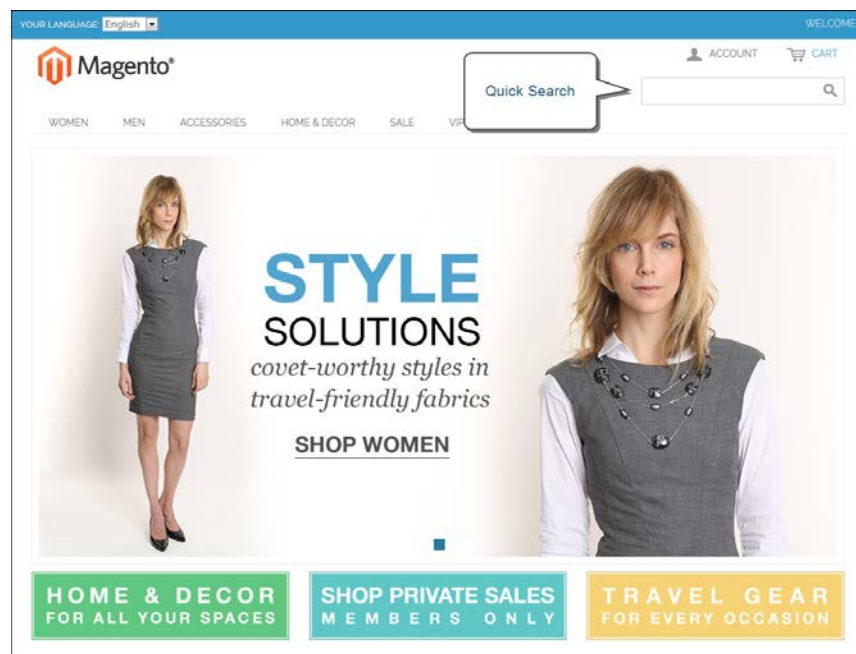 YOUR LANGUAGE: English
WELCOME
Magento®
ACCOUNT
CART
Quick Search
WOMEN
MEN
ACCESSORIES
HOME & DECOR
SALE
VIP
STYLE
SOLUTIONS
covet-worthy styles in
travel-friendly fabrics
SHOP WOMEN
HOME & DECOR
FOR ALL YOUR SPACES
SHOP PRIVATE SALES
MEMBERS ONLY
TRAVEL GEAR
FOR EVERY OCCASION